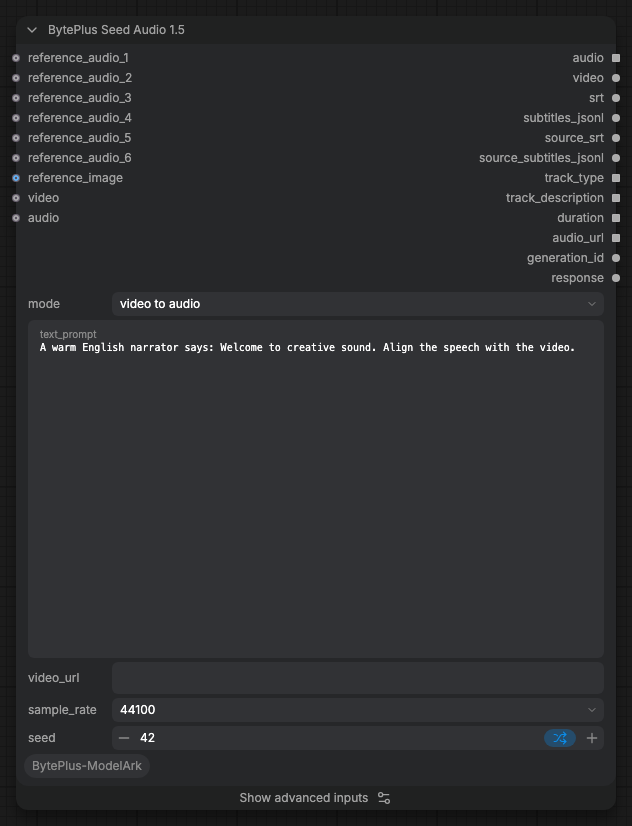 BytePlus Seed Audio 1.5
reference_audio_1 audio
reference_audio_2 video
reference_audio_3 srt
reference_audio_4 subtitles_jsonl
reference_audio_5 source_srt
reference_audio_6 source_subtitles_jsonl
reference_image track_type
video track_description
audio duration
audio_url
generation_id
response
mode video to audio
text_prompt
A warm English narrator says: Welcome to creative sound. Align the speech with the video.
video_url
sample_rate 44100
seed 42
BytePlus-ModelArk
Show advanced inputs